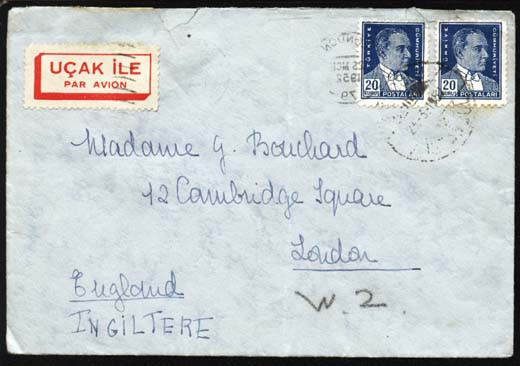 UÇAK İLE
PAR AVION
TÜRKİYE CUMHURİYETİ
20 POSTALARI
TÜRKİYE CUMHURİYETİ
20 POSTALARI
Madame G. Bouchard
12 Cambridge Square
London
W. 2.
England
INGILTERE